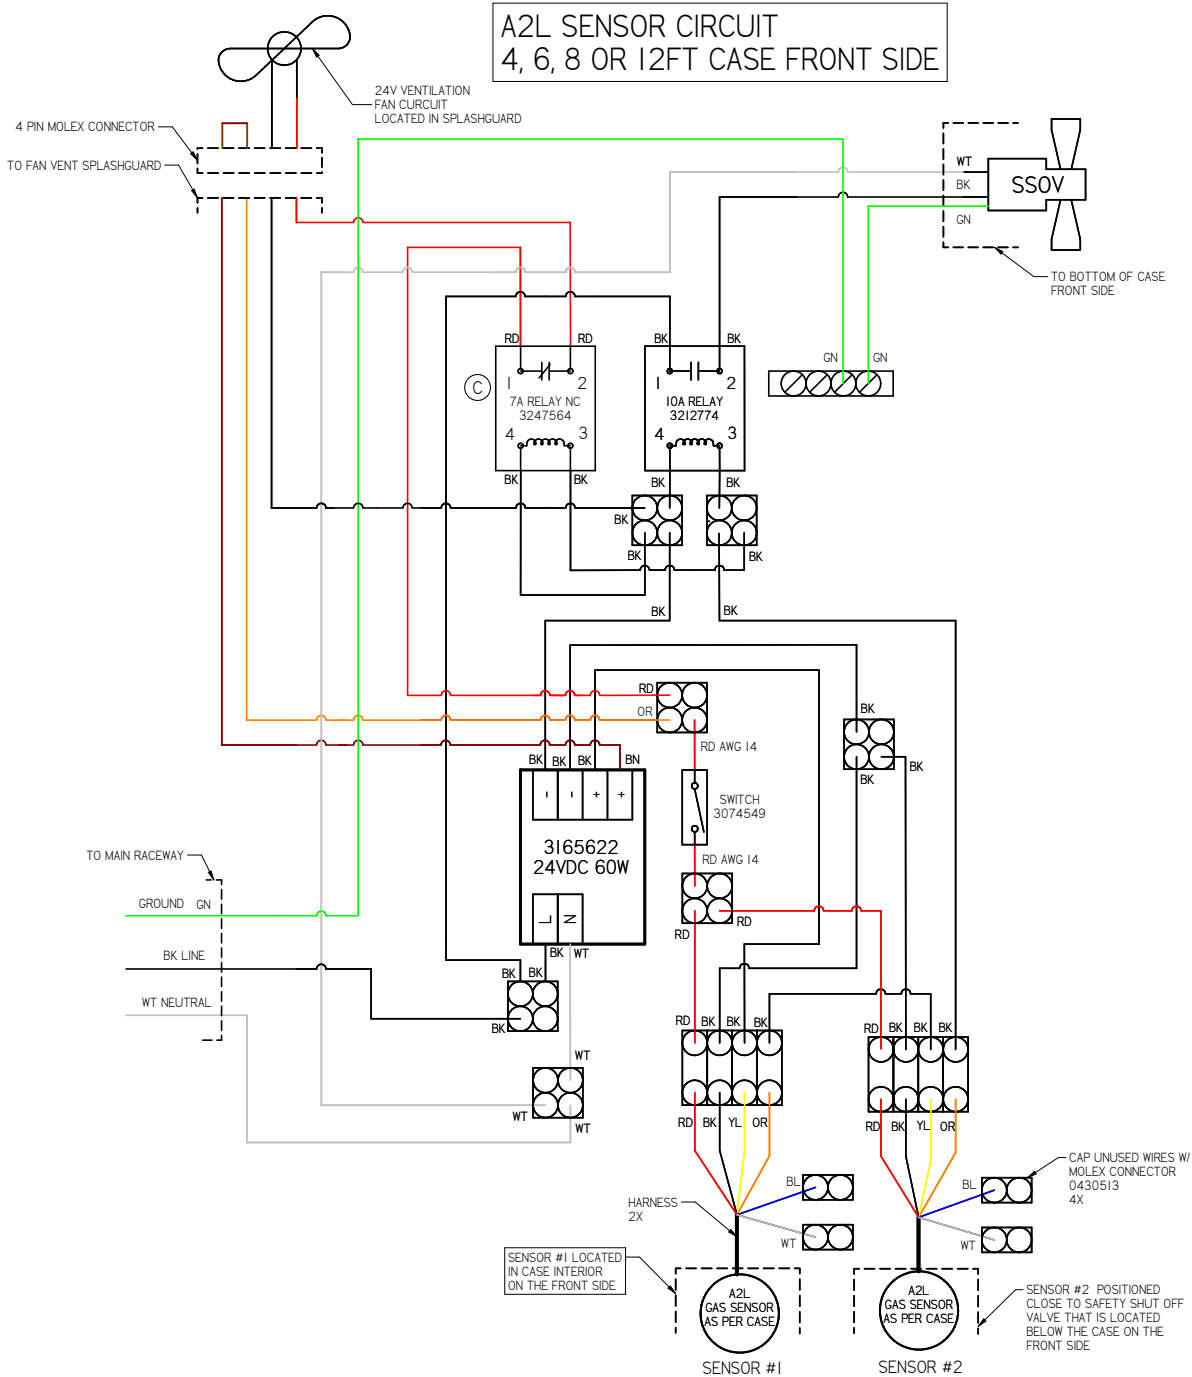 A2L SENSOR CIRCUIT
4, 6, 8 OR 12FT CASE FRONT SIDE
24V VENTILATION
FAN CURCUIT
LOCATED IN SPLASHGUARD
4 PIN MOLEX CONNECTOR
TO FAN VENT SPLASHGUARD
WT
BK
GN
SSOV
TO BOTTOM OF CASE
FRONT SIDE
RD
RD
BK
BK
GN
GN
C
1
2
7A RELAY NC
3247564
4
3
1
2
10A RELAY
3212774
4
3
BK
BK
BK
BK
BK
BK
BK
BK
BK
RD
OR
BK
RD AWG 14
BK
BK
BK
BK
BN
BK
-
-
+
+
SWITCH
3074549
3165622
24VDC 60W
L
N
RD AWG 14
TO MAIN RACEWAY
GROUND
GN
RD
RD
BK LINE
BK
WT
BK
BK
WT NEUTRAL
BK
RD
BK
BK
BK
RD
BK
BK
BK
WT
WT
WT
RD
BK
YL
OR
RD
BK
YL
OR
BL
WT
BL
WT
CAP UNUSED WIRES W/
MOLEX CONNECTOR
0430513
4X
HARNESS
2X
SENSOR #1 LOCATED
IN CASE INTERIOR
ON THE FRONT SIDE
A2L
GAS SENSOR
AS PER CASE
A2L
GAS SENSOR
AS PER CASE
SENSOR #2 POSITIONED
CLOSE TO SAFETY SHUT OFF
VALVE THAT IS LOCATED
BELOW THE CASE ON THE
FRONT SIDE
SENSOR #1
SENSOR #2